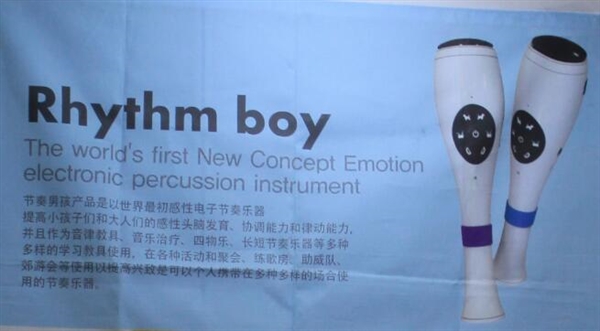 Rhythm boy
The world's first New Concept Emotion
electronic percussion instrument
节奏男孩产品是以世界最初感性电子节奏乐器
提高小孩子们和大人们的感性头脑发育、协调能力和律动能力，
并且作为音律教具、音乐治疗、四物乐、长短节奏乐器等多种
多样的学习教具使用，在各种活动和聚会、练歌房、助威队、
郊游会等使用以提高兴致是可以个人携带在多种多样的场合使
用的节奏乐器。